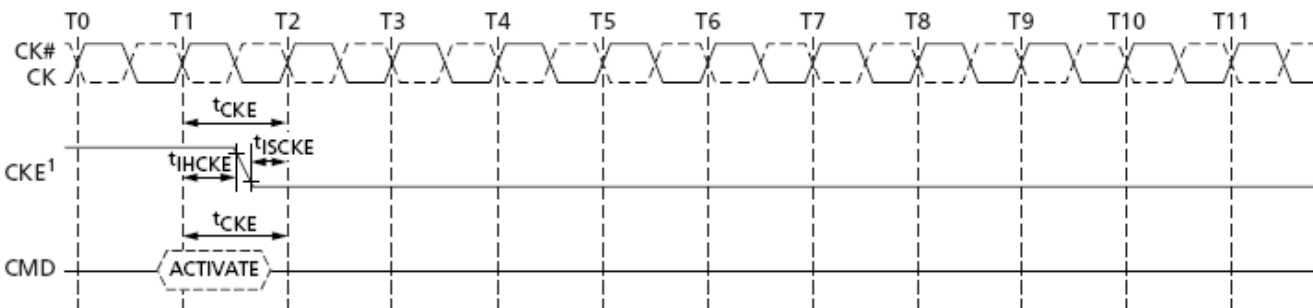 T0 T1 T2 T3 T4 T5 T6 T7 T8 T9 T10 T11
CK#
CK
tCKE
tISCKE
tIHCKE
CKE1
tCKE
CMD ACTIVATE